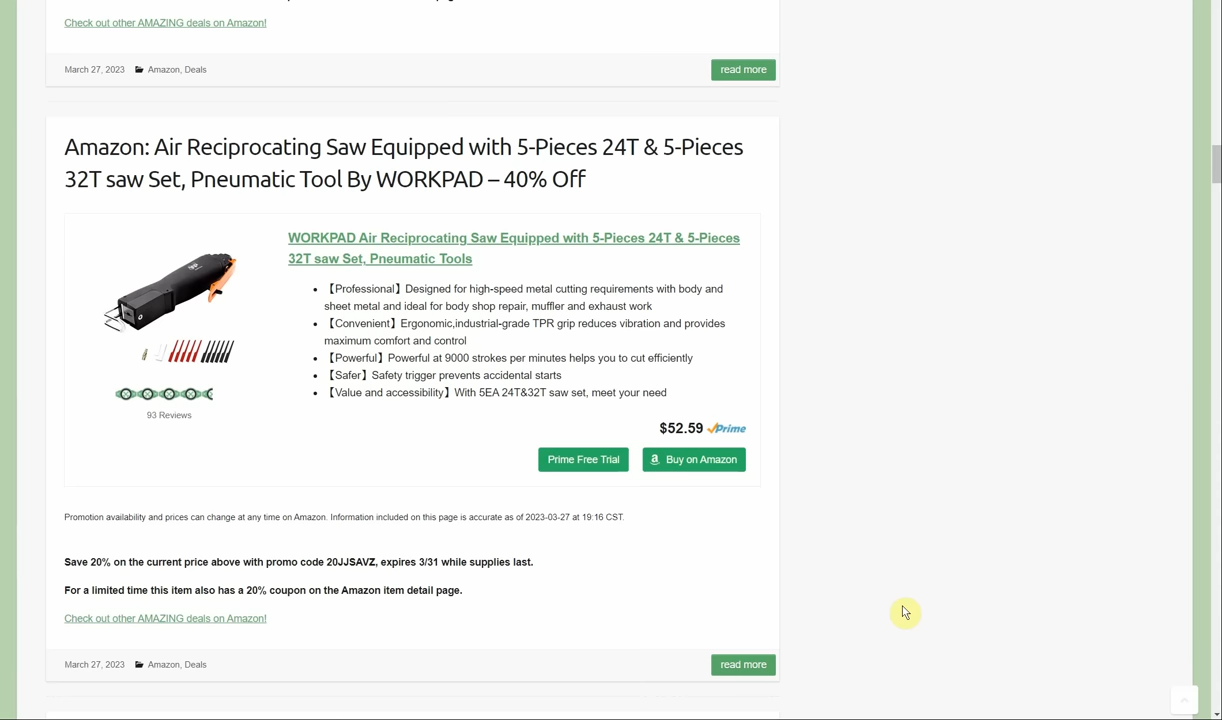 Check out other AMAZING deals on Amazon!
March 27, 2023 Amazon, Deals read more
Amazon: Air Reciprocating Saw Equipped with 5-Pieces 24T & 5-Pieces
32T saw Set, Pneumatic Tool By WORKPAD – 40% Off
WORKPAD Air Reciprocating Saw Equipped with 5-Pieces 24T & 5-Pieces
32T saw Set, Pneumatic Tools
• 【Professional】Designed for high-speed metal cutting requirements with body and
sheet metal and ideal for body shop repair, muffler and exhaust work
• 【Convenient】Ergonomic,industrial-grade TPR grip reduces vibration and provides
maximum comfort and control
• 【Powerful】Powerful at 9000 strokes per minutes helps you to cut efficiently
• 【Safer】Safety trigger prevents accidental starts
• 【Value and accessibility】With 5EA 24T&32T saw set, meet your need
93 Reviews
$52.59 Prime
Prime Free Trial Buy on Amazon
Promotion availability and prices can change at any time on Amazon. Information included on this page is accurate as of 2023-03-27 at 19:16 CST.
Save 20% on the current price above with promo code 20JJSAVZ, expires 3/31 while supplies last.
For a limited time this item also has a 20% coupon on the Amazon item detail page.
Check out other AMAZING deals on Amazon!
March 27, 2023 Amazon, Deals read more